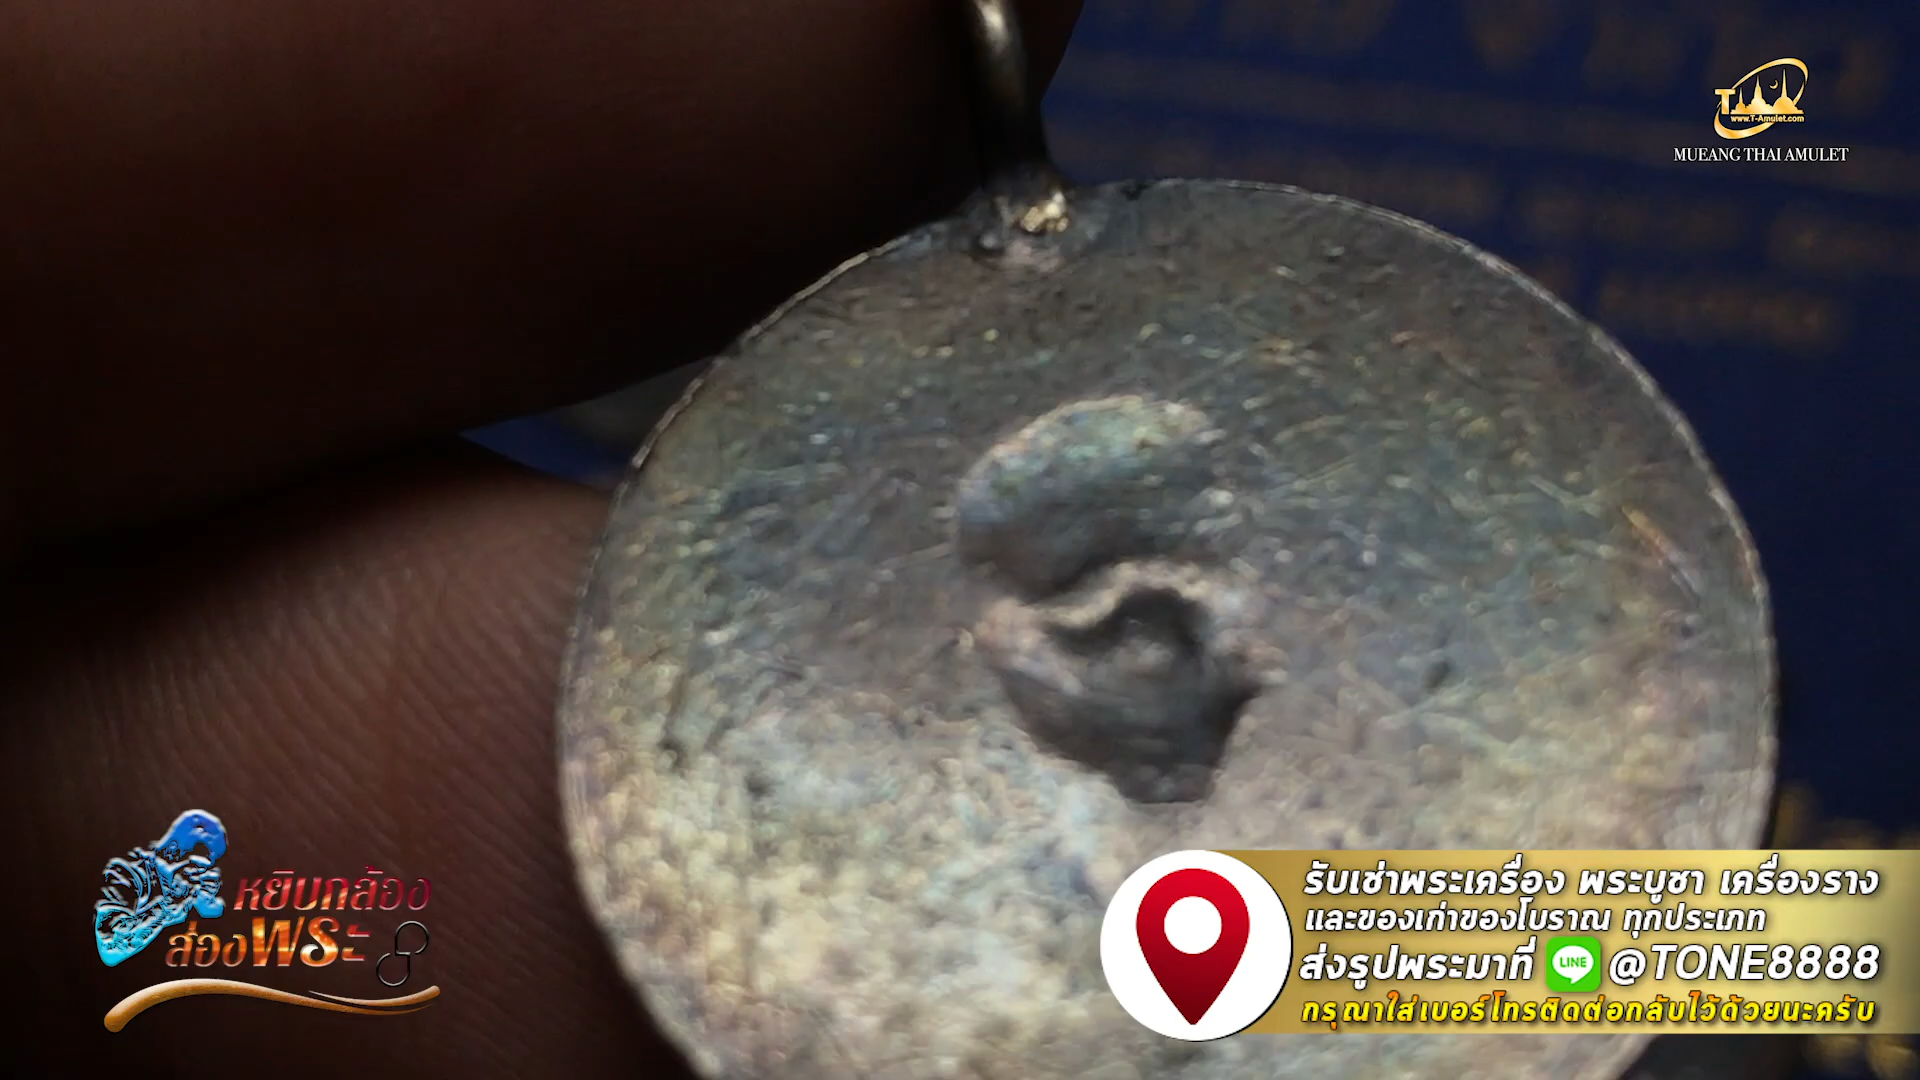 T
www.T-Amulet.com
MUEANG THAI AMULET
หยิบกล้อง
ส่องพระ
รับเช่าพระเครื่อง พระบูชา เครื่องราง
และของเก่าของโบราณ ทุกประเภท
ส่งรูปพระมาที่ LINE @TONE8888
กรุณาใส่เบอร์โทรติดต่อกลับไว้ด้วยนะครับ